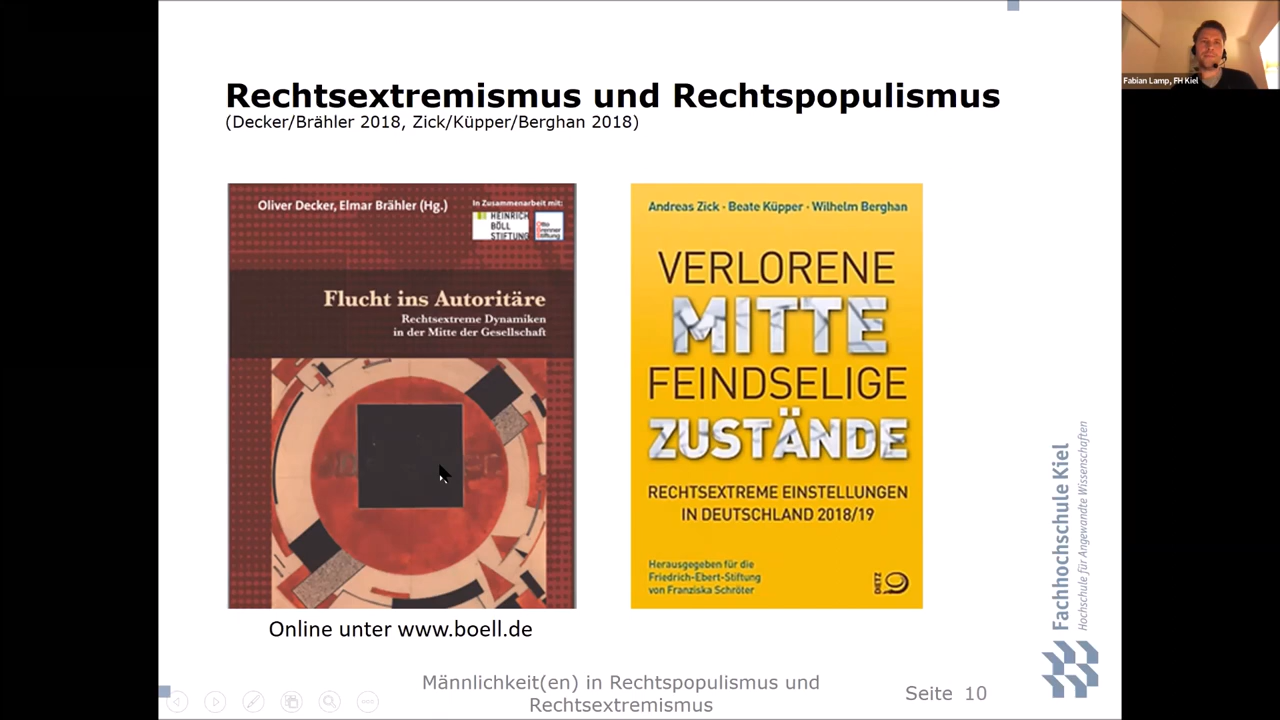 Rechtsextremismus und Rechtspopulismus
(Decker/Brähler 2018, Zick/Küpper/Berghan 2018)
Oliver Decker, Elmar Brähler (Hg.)
In Zusammenarbeit mit:
HEINRICH
BÖLL
STIFTUNG
Otto
Brenner
Stiftung
Flucht ins Autoritäre
Rechtsextreme Dynamiken
in der Mitte der Gesellschaft
Online unter www.boell.de
Andreas Zick · Beate Küpper · Wilhelm Berghan
VERLORENE
MITTE
FEINDSELIGE
ZUSTÄNDE
RECHTSEXTREME EINSTELLUNGEN
IN DEUTSCHLAND 2018/19
Herausgegeben für die
Friedrich-Ebert-Stiftung
von Franziska Schröter
DIETZ
Fachhochschule Kiel
Hochschule für Angewandte Wissenschaften
Männlichkeit(en) in Rechtspopulismus und
Rechtsextremismus
Seite 10
Fabian Lamp, FH Kiel